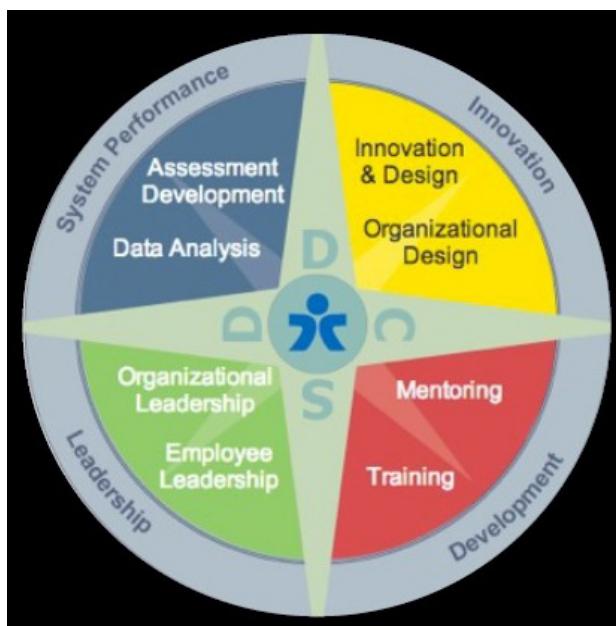 System Performance
Innovation
Assessment
Development
Data Analysis
Innovation
& Design
Organizational
Design
D
D
C
S
Organizational
Leadership
Employee
Leadership
Mentoring
Training
Leadership
Development